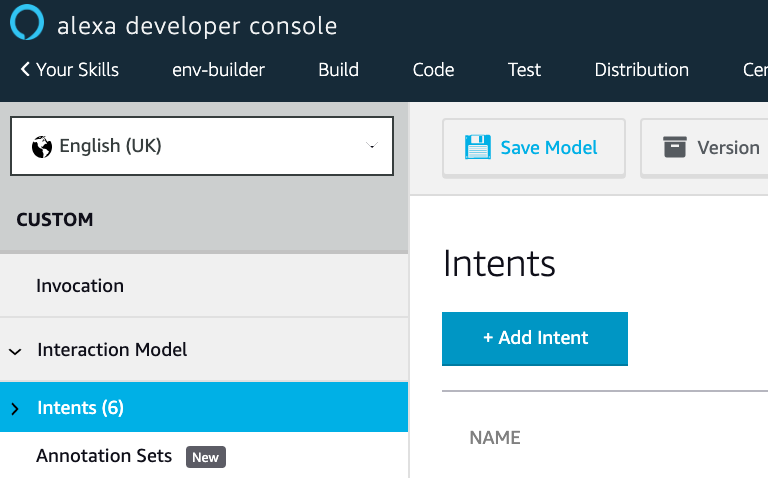 alexa developer console
Your Skills env-builder Build Code Test Distribution Cer
English (UK)
Save Model Version
CUSTOM
Invocation
Intents
+ Add Intent
Interaction Model
Intents (6)
NAME
Annotation Sets New